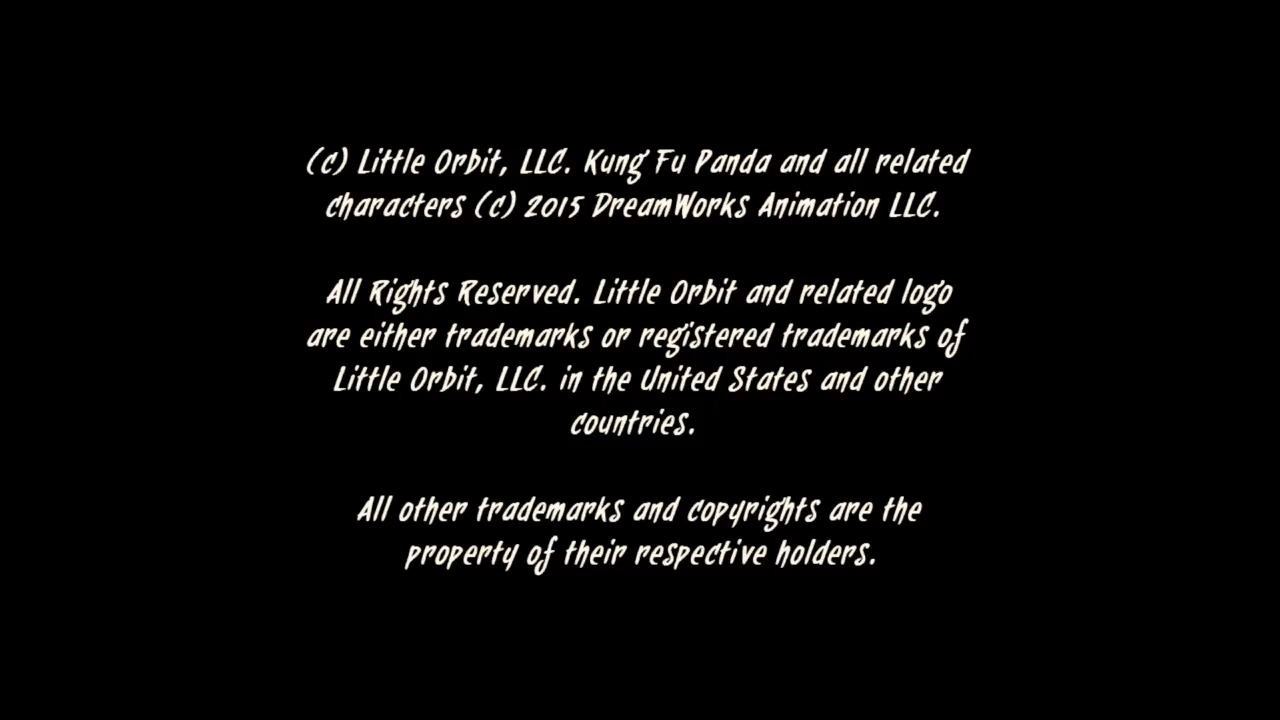 (c) Little Orbit, LLC. Kung Fu Panda and all related
characters (c) 2015 DreamWorks Animation LLC.
All Rights Reserved. Little Orbit and related logo
are either trademarks or registered trademarks of
Little Orbit, LLC. in the United States and other
countries.
All other trademarks and copyrights are the
property of their respective holders.